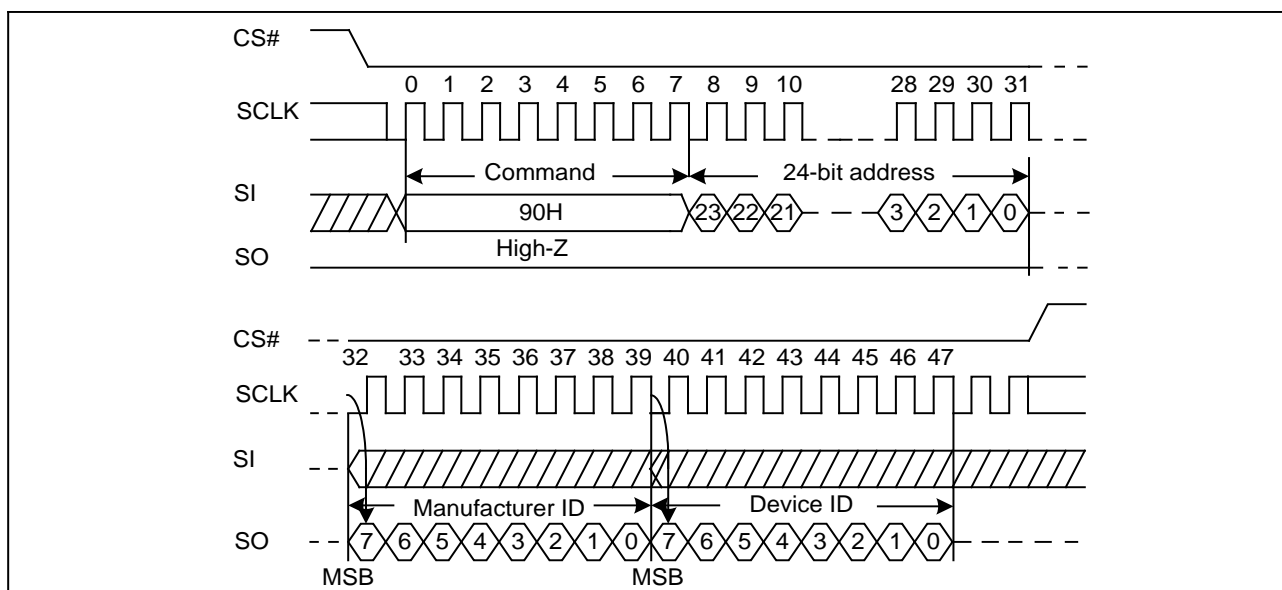 CS#
0 1 2 3 4 5 6 7 8 9 10 28 29 30 31
SCLK
Command 24-bit address
SI
90H 23 22 21 3 2 1 0
High-Z
SO
CS#
32 33 34 35 36 37 38 39 40 41 42 43 44 45 46 47
SCLK
SI
Manufacturer ID Device ID
SO 7 6 5 4 3 2 1 0 7 6 5 4 3 2 1 0
MSB MSB